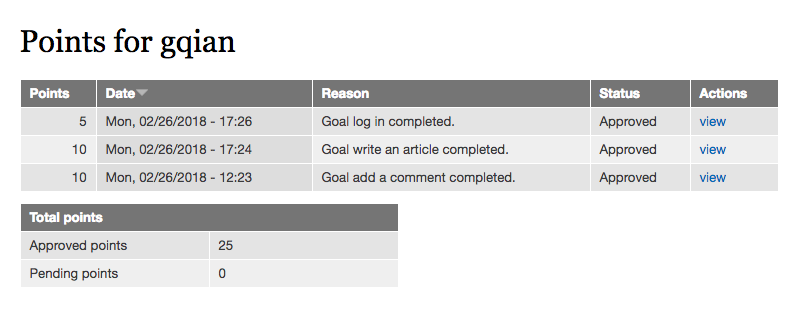 Points for gqian
Points Date Reason Status Actions
5 Mon, 02/26/2018 - 17:26 Goal log in completed. Approved view
10 Mon, 02/26/2018 - 17:24 Goal write an article completed. Approved view
10 Mon, 02/26/2018 - 12:23 Goal add a comment completed. Approved view
Total points
Approved points 25
Pending points 0